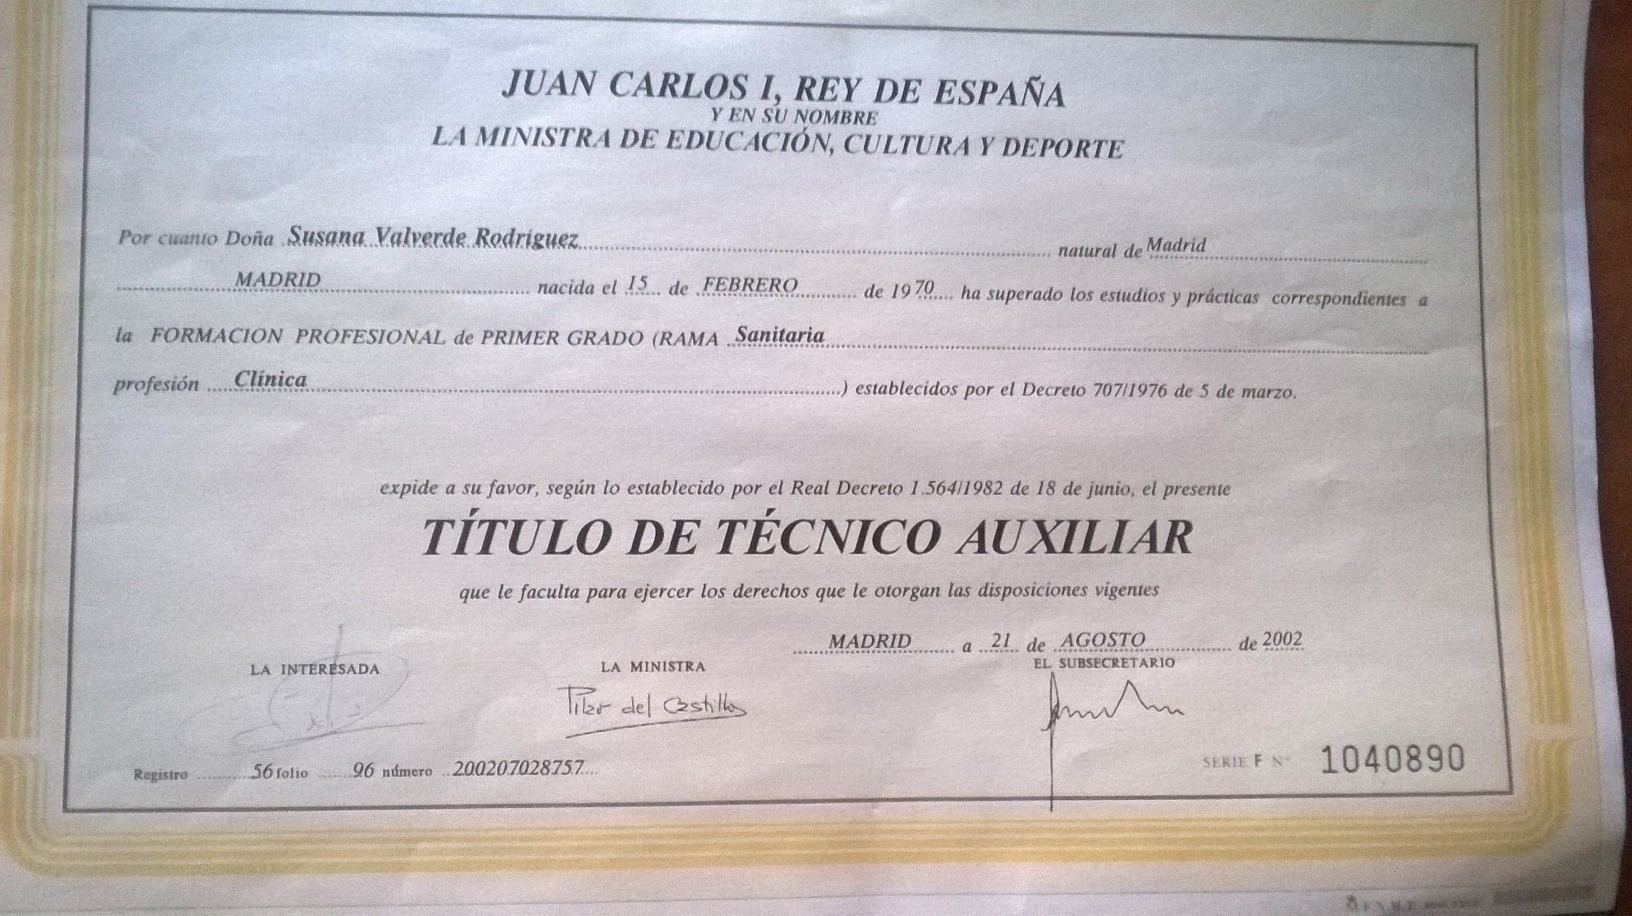 JUAN CARLOS I, REY DE ESPAÑA
Y EN SU NOMBRE
LA MINISTRA DE EDUCACIÓN, CULTURA Y DEPORTE
Por cuanto Doña Susana Valverde Rodríguez natural de Madrid
MADRID nacida el 15 de FEBRERO de 1970 ha superado los estudios y prácticas correspondientes a
la FORMACION PROFESIONAL de PRIMER GRADO (RAMA Sanitaria
profesión Clínica ) establecidos por el Decreto 707/1976 de 5 de marzo.
expide a su favor, según lo establecido por el Real Decreto 1.564/1982 de 18 de junio, el presente
TÍTULO DE TÉCNICO AUXILIAR
que le faculta para ejercer los derechos que le otorgan las disposiciones vigentes
MADRID a 21 de AGOSTO de 2002
LA INTERESADA LA MINISTRA EL SUBSECRETARIO
Pilar del Castillo
Registro 56 folio 96 número 200207028757
SERIE F Nº 1040890